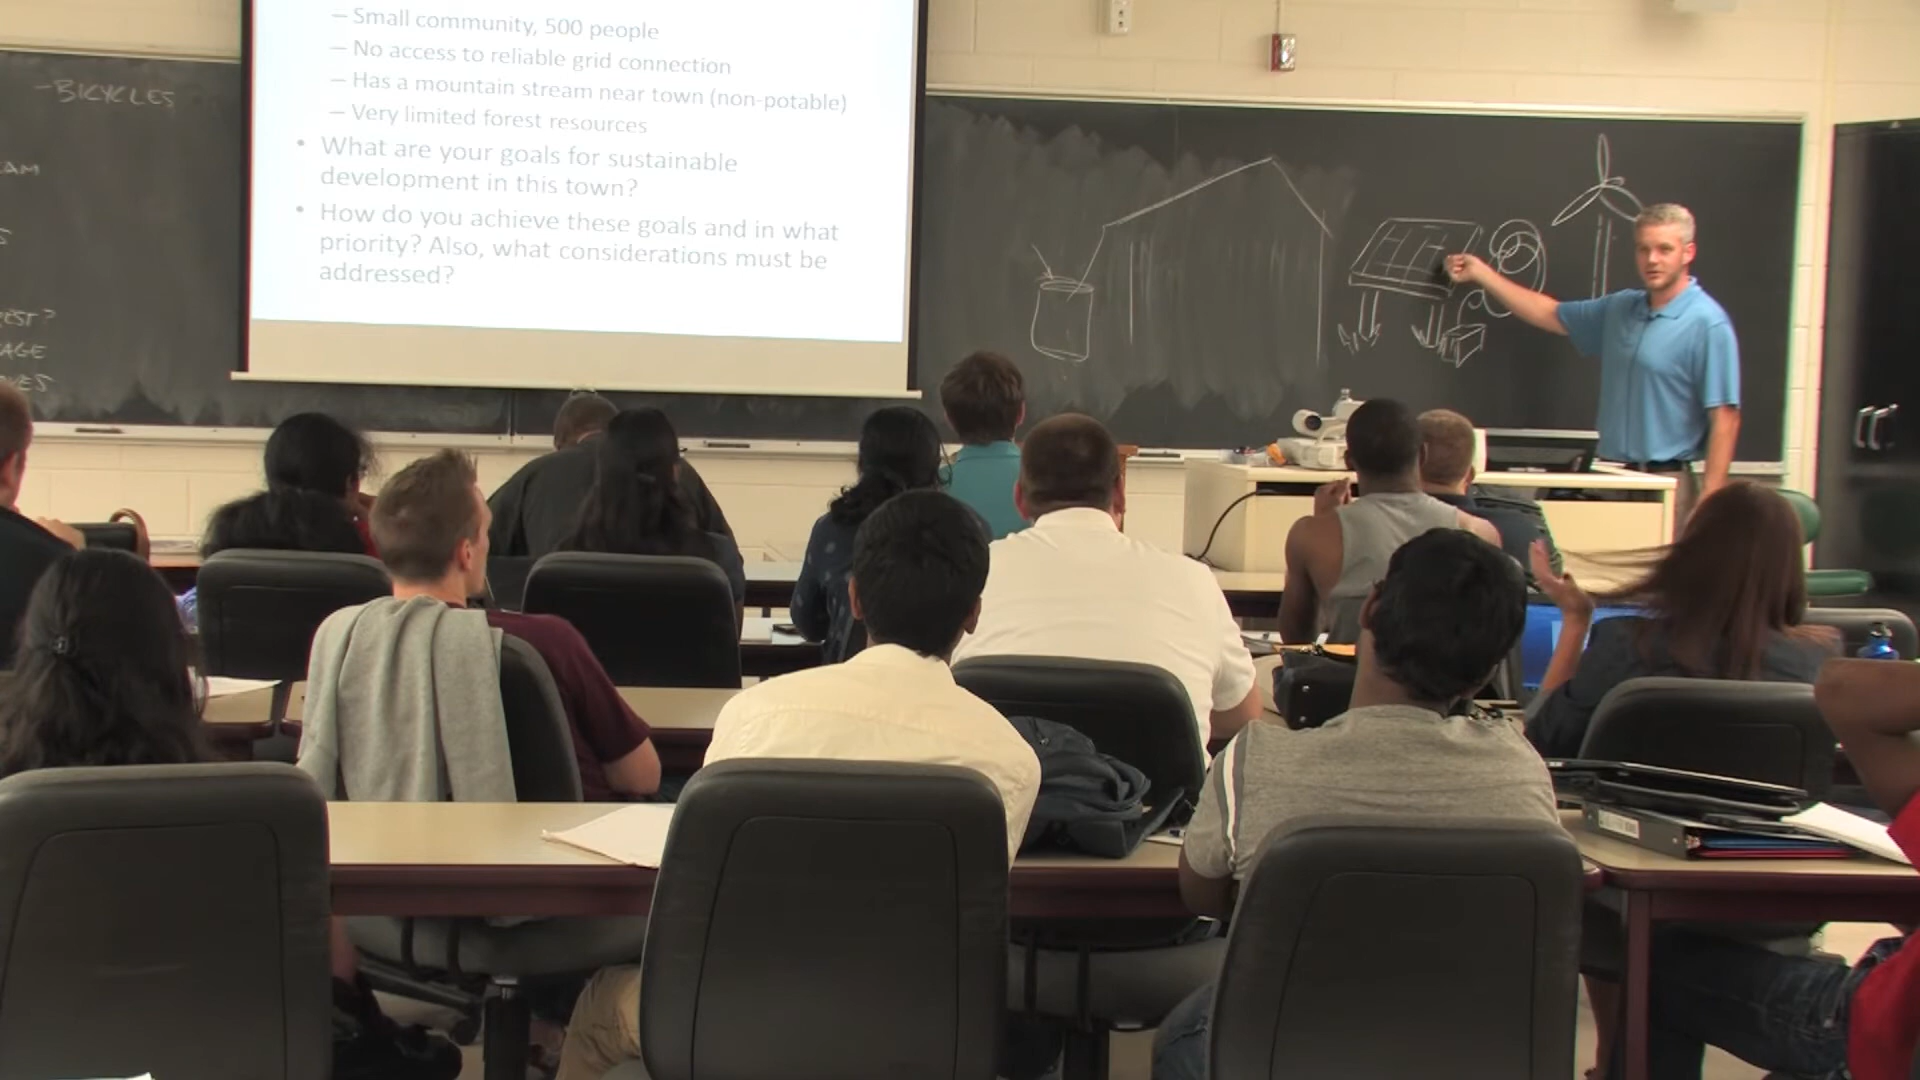 – Small community, 500 people
– No access to reliable grid connection
– Has a mountain stream near town (non-potable)
– Very limited forest resources
• What are your goals for sustainable
development in this town?
• How do you achieve these goals and in what
priority? Also, what considerations must be
addressed?
-BICYCLES